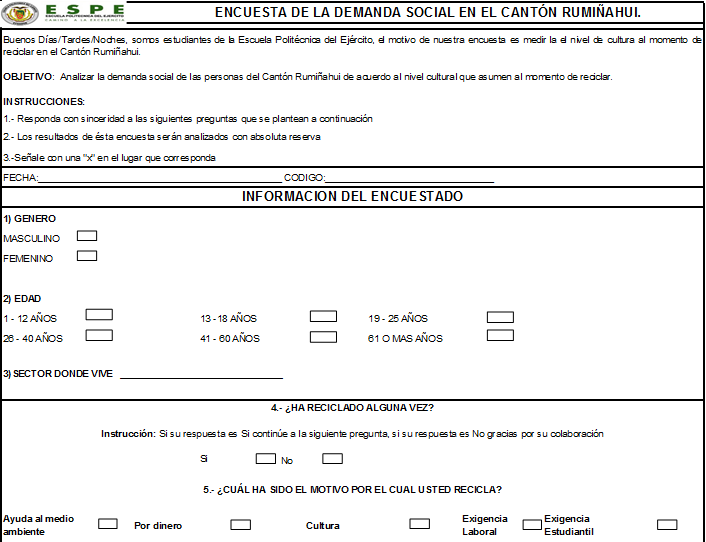 E S P E
ESCUELA POLITÉCNICA DEL EJÉRCITO
CAMINO A LA EXCELENCIA
ENCUESTA DE LA DEMANDA SOCIAL EN EL CANTÓN RUMIÑAHUI.
Buenos Días/Tardes/Noches, somos estudiantes de la Escuela Politécnica del Ejército, el motivo de nuestra encuesta es medir la el nivel de cultura al momento de
reciclar en el Cantón Rumiñahui.
OBJETIVO: Analizar la demanda social de las personas del Cantón Rumiñahui de acuerdo al nivel cultural que asumen al momento de reciclar.
INSTRUCCIONES:
1.- Responda con sinceridad a las siguientes preguntas que se plantean a continuación
2.- Los resultados de ésta encuesta serán analizados con absoluta reserva
3.-Señale con una "x" en el lugar que corresponda
FECHA:____________________ CODIGO:____________________
INFORMACION DEL ENCUESTADO
1) GENERO
MASCULINO
FEMENINO
2) EDAD
1 - 12 AÑOS 13 - 18 AÑOS 19 - 25 AÑOS
26 - 40 AÑOS 41 - 60 AÑOS 61 O MAS AÑOS
3) SECTOR DONDE VIVE ____________________
4.- ¿HA RECICLADO ALGUNA VEZ?
Instrucción: Si su respuesta es Si continúe a la siguiente pregunta, si su respuesta es No gracias por su colaboración
Si No
5.- ¿CUÁL HA SIDO EL MOTIVO POR EL CUAL USTED RECICLA?
Ayuda al medio ambiente Por dinero Cultura Exigencia Laboral Exigencia Estudiantil